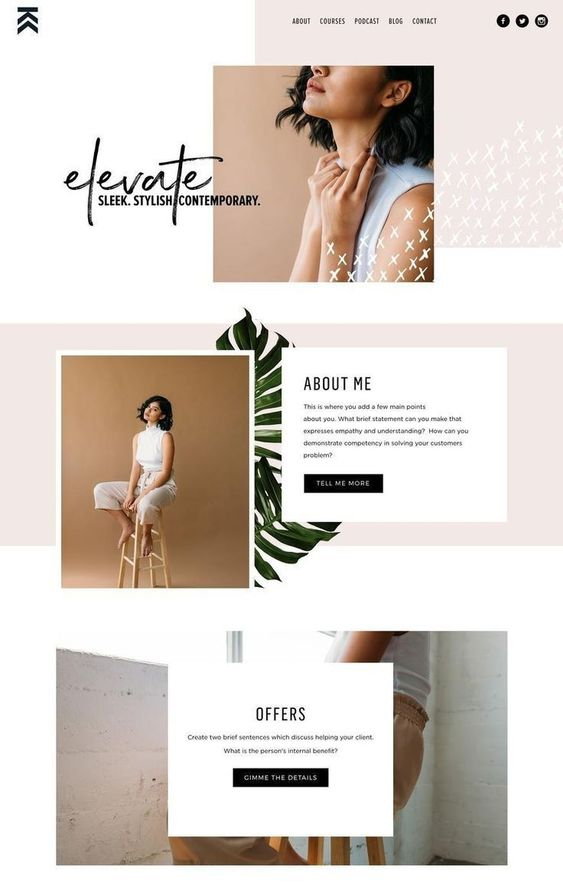 ABOUT COURSES PODCAST BLOG CONTACT
elevate
SLEEK. STYLISH. CONTEMPORARY.
ABOUT ME
This is where you add a few main points
about you. What brief statement can you make that
expresses empathy and understanding? How can you
demonstrate competency in solving your customers
problem?
TELL ME MORE
OFFERS
Create two brief sentences which discuss helping your client.
What is the person's internal benefit?
GIMME THE DETAILS